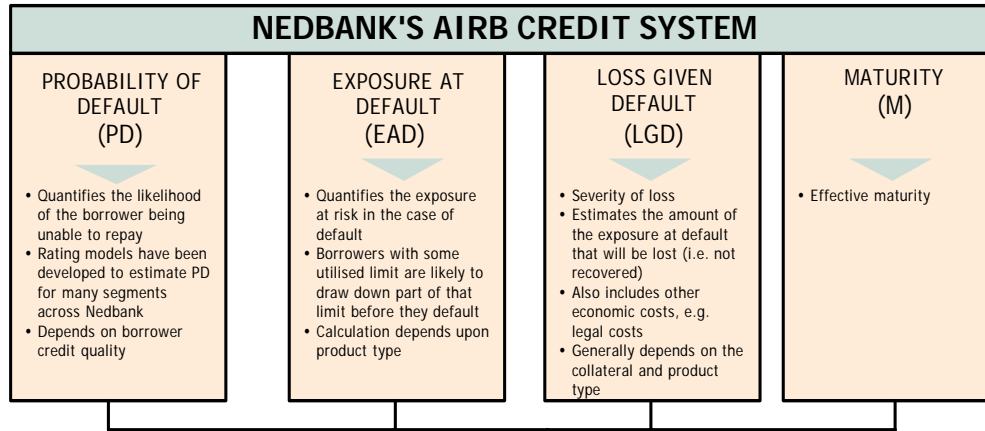 NEDBANK'S AIRB CREDIT SYSTEM
PROBABILITY OF
DEFAULT
(PD)
• Quantifies the likelihood
of the borrower being
unable to repay
• Rating models have been
developed to estimate PD
for many segments
across Nedbank
• Depends on borrower
credit quality
EXPOSURE AT
DEFAULT
(EAD)
• Quantifies the exposure
at risk in the case of
default
• Borrowers with some
utilised limit are likely to
draw down part of that
limit before they default
• Calculation depends upon
product type
LOSS GIVEN
DEFAULT
(LGD)
• Severity of loss
• Estimates the amount of
the exposure at default
that will be lost (i.e. not
recovered)
• Also includes other
economic costs, e.g.
legal costs
• Generally depends on the
collateral and product
type
MATURITY
(M)
• Effective maturity